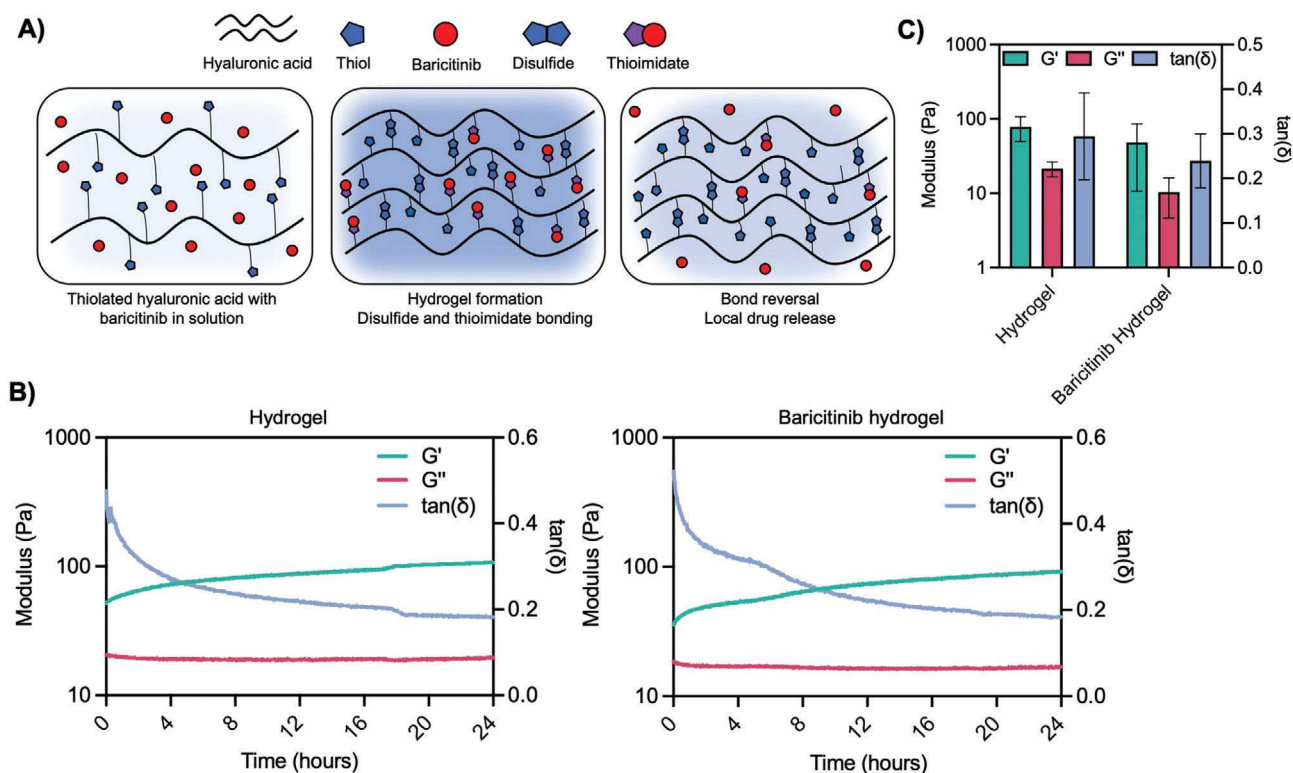 A)
Hyaluronic acid
Thiol
Baricitinib
Disulfide
Thioimidate
Thiolated hyaluronic acid with
baricitinib in solution
Hydrogel formation
Disulfide and thioimidate bonding
Bond reversal
Local drug release
C)
1000
100
10
1
Modulus (Pa)
G'
G''
tan(δ)
0.5
0.4
0.3
0.2
0.1
0.0
tan(δ)
Hydrogel
Baricitinib Hydrogel
B)
Hydrogel
1000
100
10
Modulus (Pa)
G'
G''
tan(δ)
0.6
0.4
0.2
0.0
tan(δ)
0
4
8
12
16
20
24
Time (hours)
Baricitinib hydrogel
1000
100
10
Modulus (Pa)
G'
G''
tan(δ)
0.6
0.4
0.2
0.0
tan(δ)
0
4
8
12
16
20
24
Time (hours)